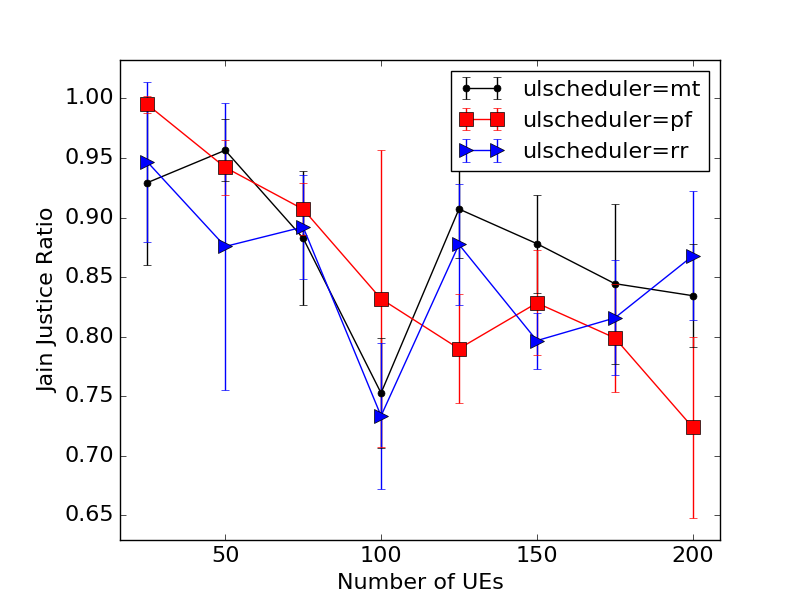 ulscheduler=mt
ulscheduler=pf
ulscheduler=rr
1.00
0.95
0.90
0.85
0.80
0.75
0.70
0.65
Jain Justice Ratio
50 100 150 200
Number of UEs